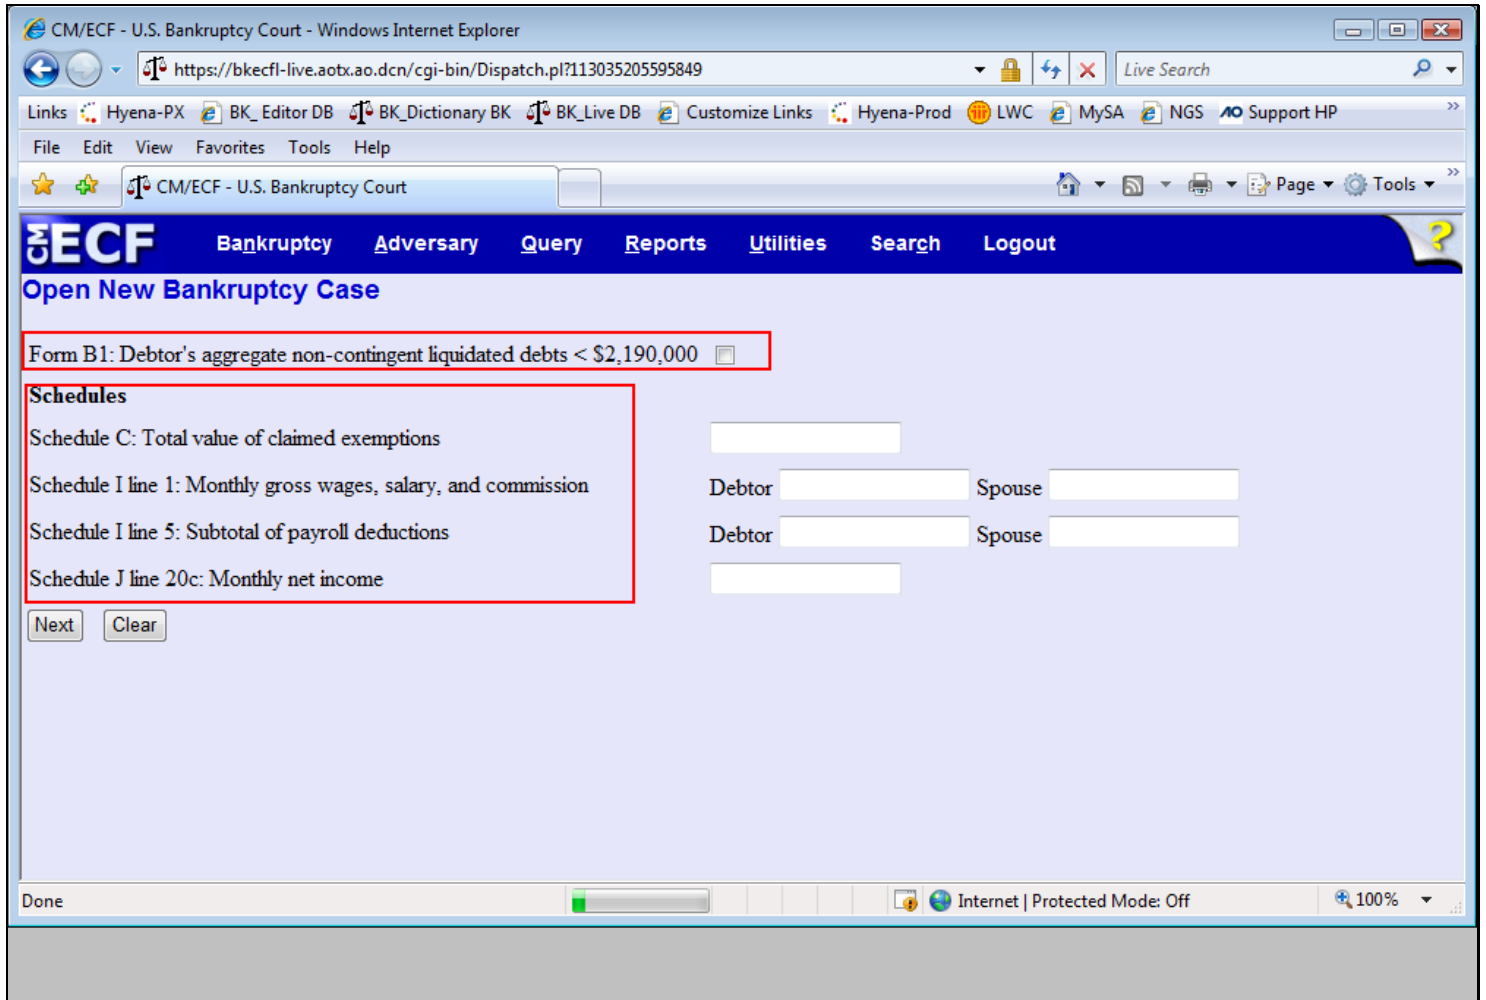 CM/ECF - U.S. Bankruptcy Court - Windows Internet Explorer
https://bkecfl-live.aotx.ao.dcn/cgi-bin/Dispatch.pl?113035205595849 Live Search
Links Hyena-PX BK_ Editor DB BK_Dictionary BK BK_Live DB Customize Links Hyena-Prod LWC MySA NGS AO Support HP »
File Edit View Favorites Tools Help
CM/ECF - U.S. Bankruptcy Court Page Tools »
CM ECF Bankruptcy Adversary Query Reports Utilities Search Logout ?
Open New Bankruptcy Case
Form B1: Debtor's aggregate non-contingent liquidated debts < $2,190,000
Schedules
Schedule C: Total value of claimed exemptions
Schedule I line 1: Monthly gross wages, salary, and commission Debtor Spouse
Schedule I line 5: Subtotal of payroll deductions Debtor Spouse
Schedule J line 20c: Monthly net income
Next Clear
Done Internet | Protected Mode: Off 100%